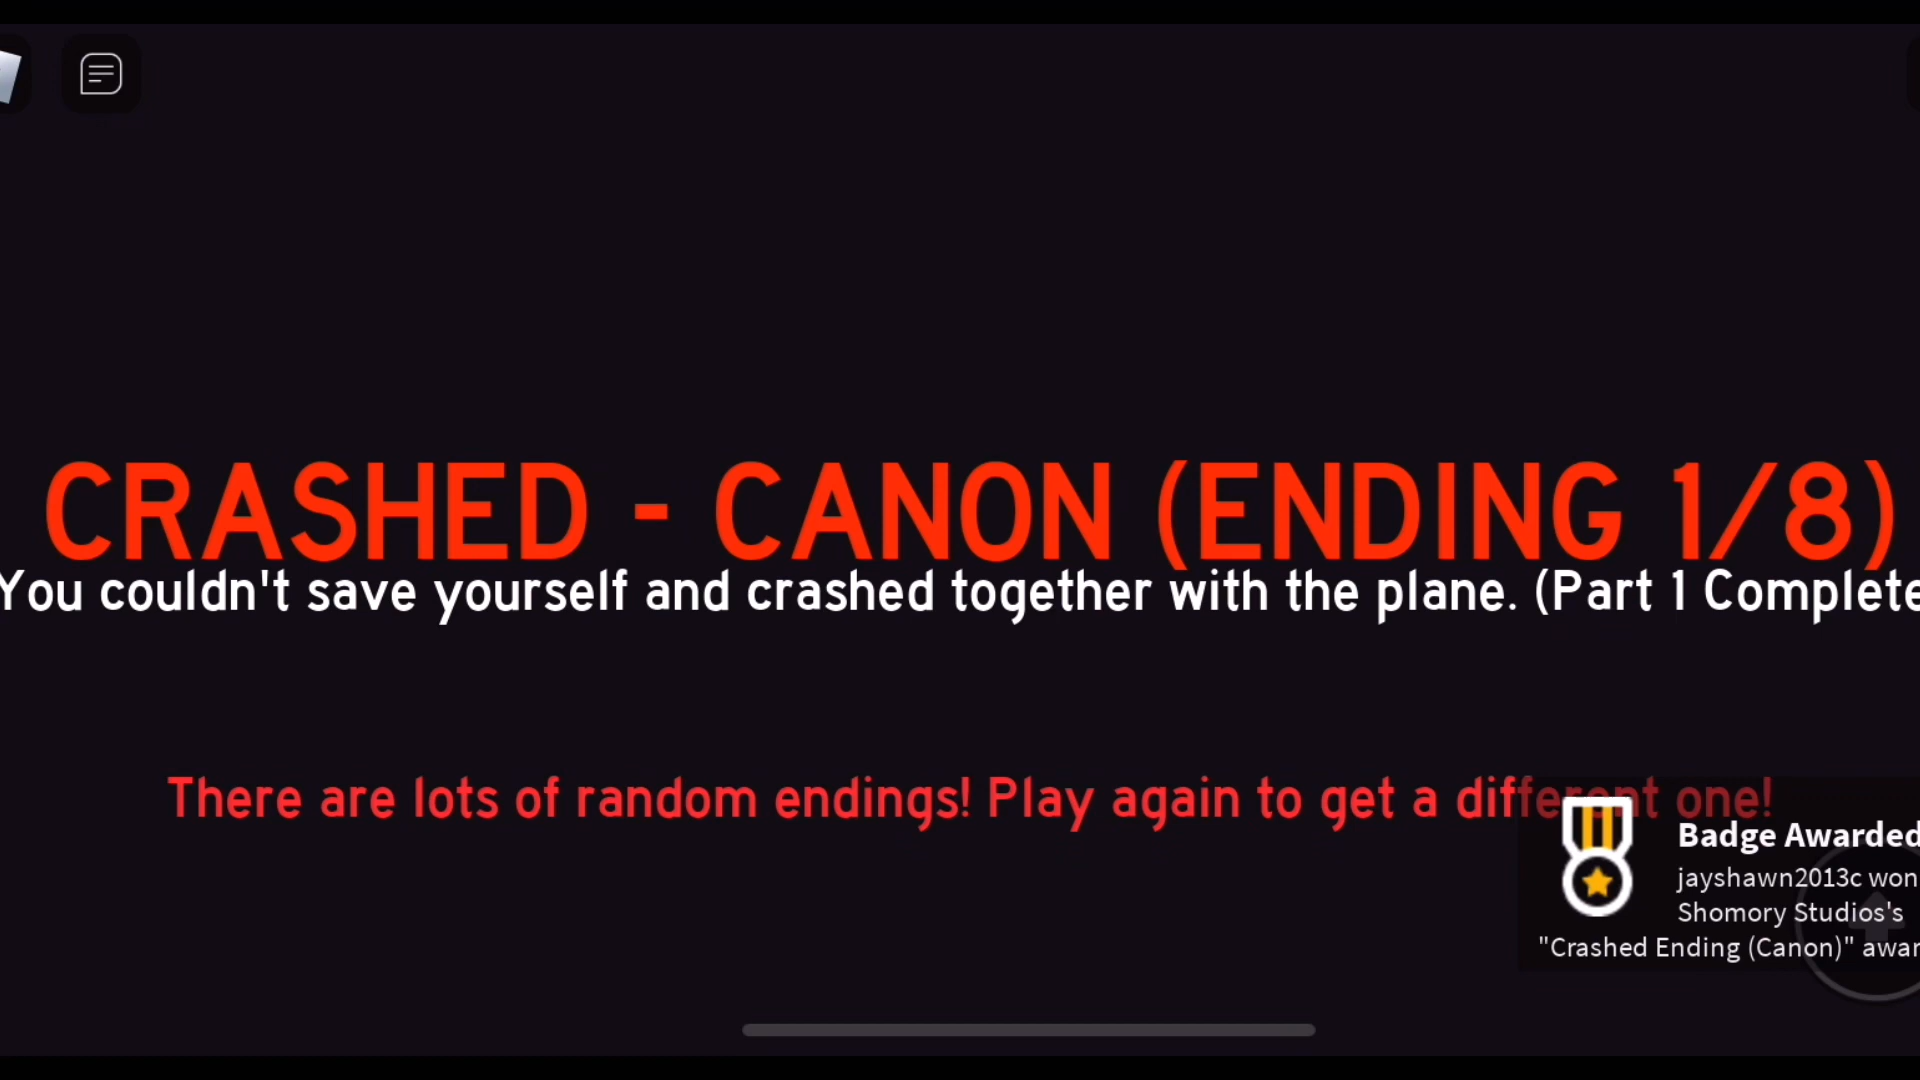 CRASHED - CANON (ENDING 1/8)
You couldn't save yourself and crashed together with the plane. (Part 1 Complete
There are lots of random endings! Play again to get a different one!
Badge Awarded
jayshawn2013c won
Shomory Studios's
"Crashed Ending (Canon)" awar